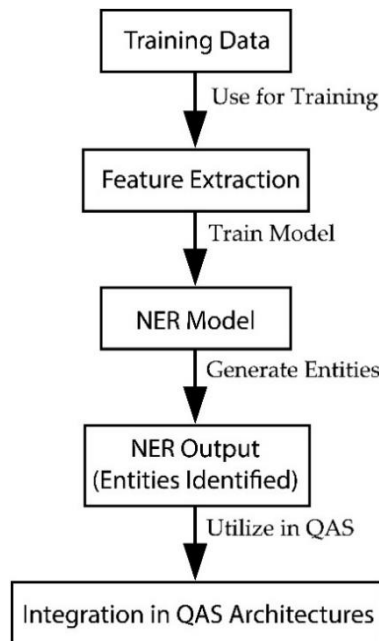 Training Data
Use for Training
Feature Extraction
Train Model
NER Model
Generate Entities
NER Output
(Entities Identified)
Utilize in QAS
Integration in QAS Architectures